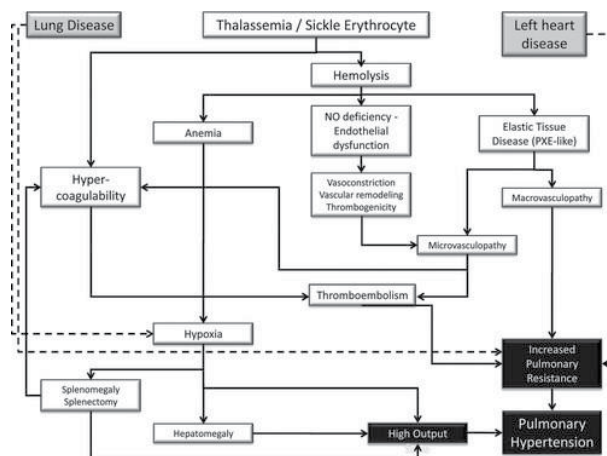 Lung Disease
Thalassemia / Sickle Erythrocyte
Left heart
disease
Hemolysis
Anemia
NO deficiency -
Endothelial
dysfunction
Elastic Tissue
Disease (PXE-like)
Hyper-
coagulability
Vasoconstriction
Vascular remodeling
Thrombogenicity
Macrovasculopathy
Microvasculopathy
Thromboembolism
Hypoxia
Increased
Pulmonary
Resistance
Splenomegaly
Splenectomy
Hepatomegaly
High Output
Pulmonary
Hypertension